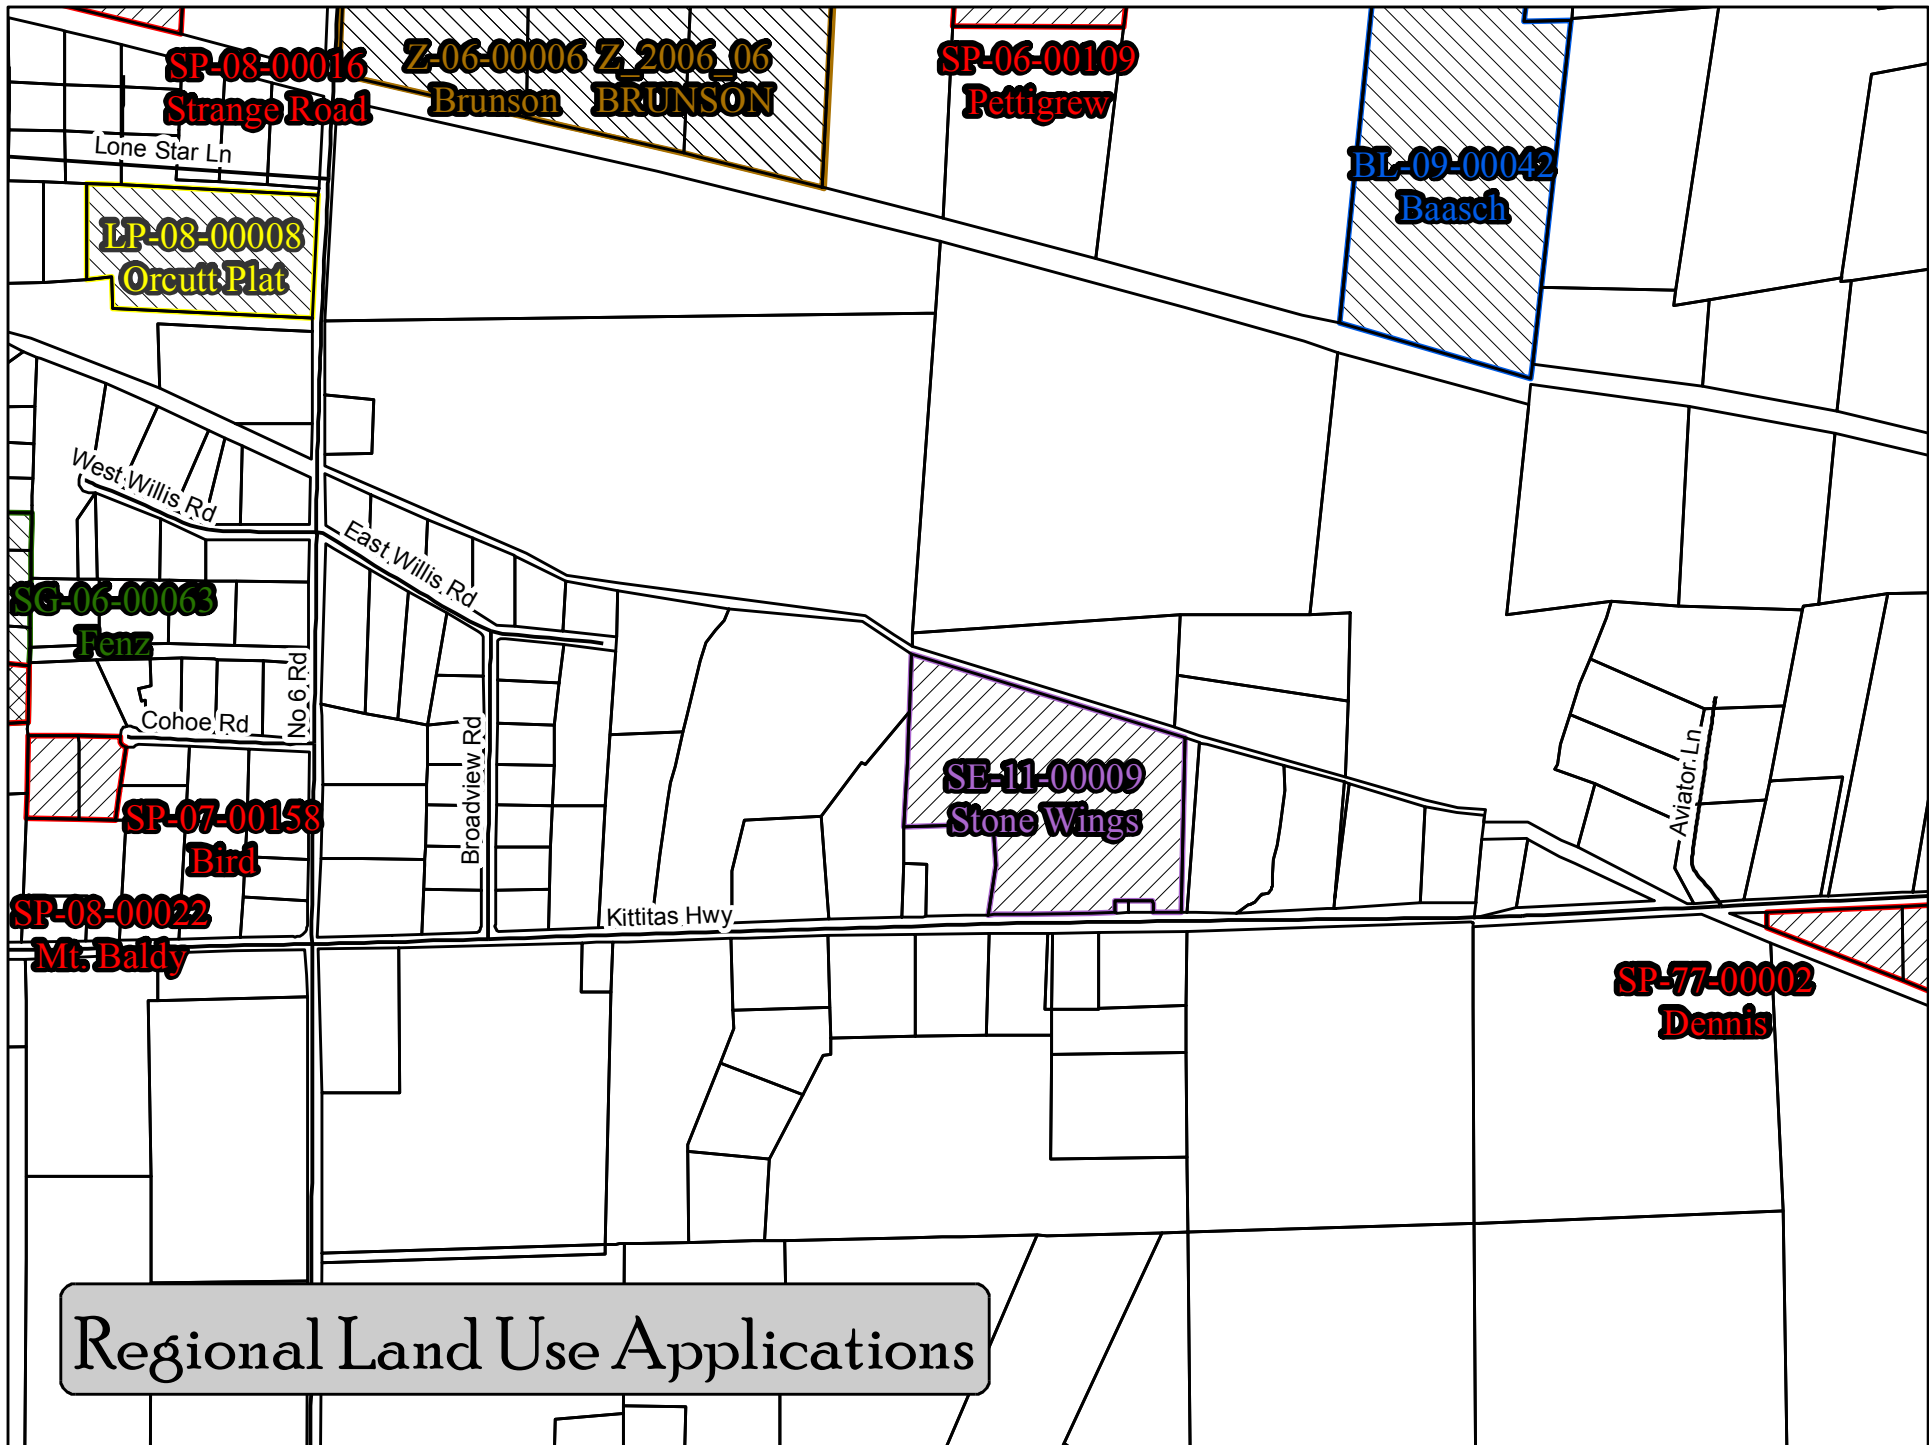 SP-08-00016
Strange Road
Z-06-00006
Brunson
Z_2006_06
BRUNSON
SP-06-00109
Pettigrew
BL-09-00042
Baasch
Lone Star Ln
LP-08-00008
Orcutt Plat
West Willis Rd
East Willis Rd
SG-06-00063
Fenz
No 6 Rd
Cohoe Rd
Broadview Rd
SE-11-00009
Stone Wings
Aviator Ln
SP-07-00158
Bird
SP-08-00022
Mt. Baldy
Kittitas Hwy
SP-77-00002
Dennis
Regional Land Use Applications